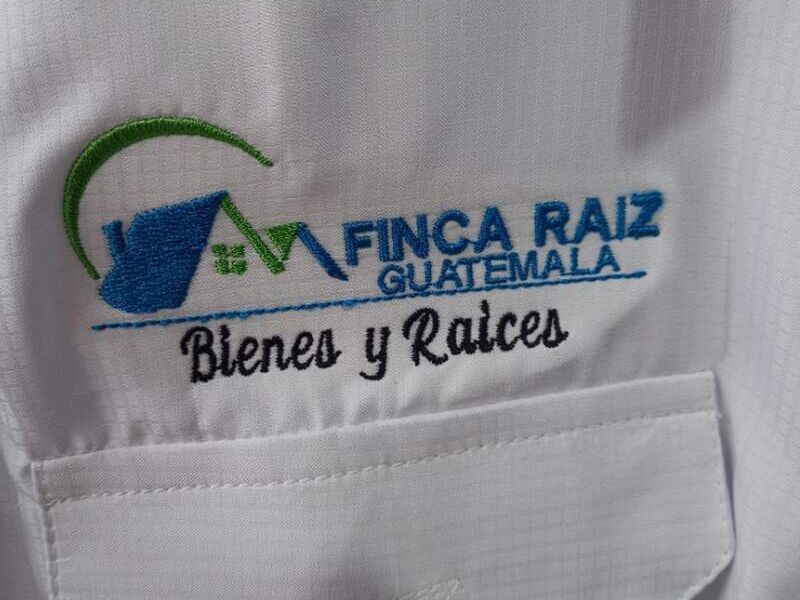 FINCA RAIZ
GUATEMALA
Bienes y Raices